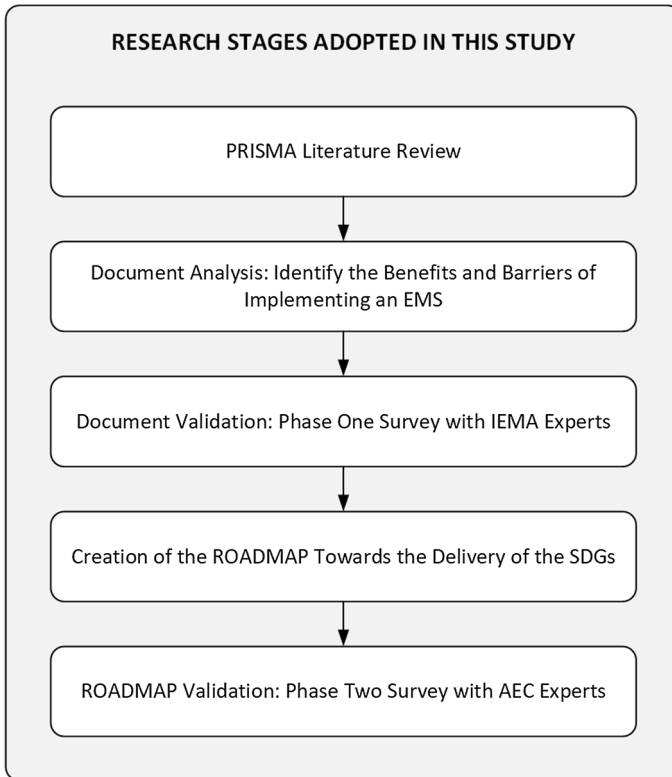 RESEARCH STAGES ADOPTED IN THIS STUDY
PRISMA Literature Review
Document Analysis: Identify the Benefits and Barriers of
Implementing an EMS
Document Validation: Phase One Survey with IEMA Experts
Creation of the ROADMAP Towards the Delivery of the SDGs
ROADMAP Validation: Phase Two Survey with AEC Experts